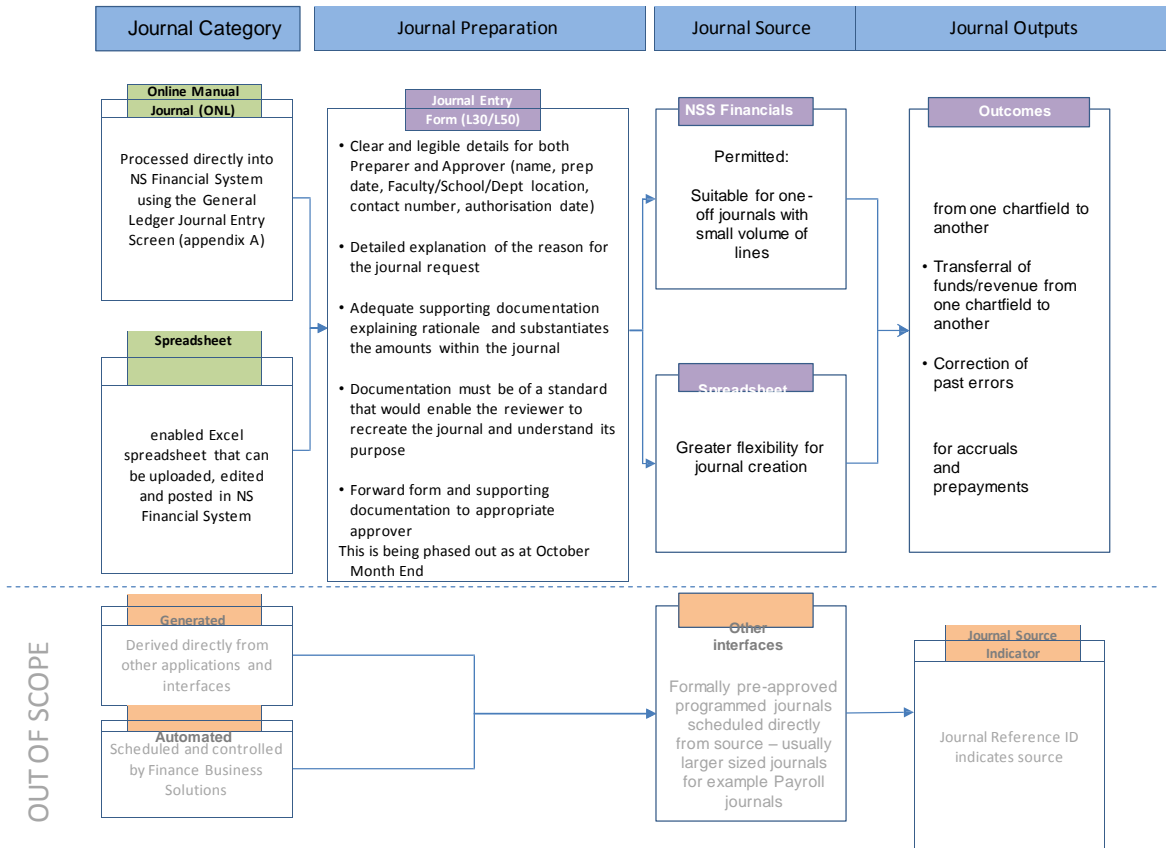 Journal Category
Journal Preparation
Journal Source
Journal Outputs
Online Manual
Journal (ONL)
Processed directly into
NS Financial System
using the General
Ledger Journal Entry
Screen (appendix A)
Spreadsheet
enabled Excel
spreadsheet that can
be uploaded, edited
and posted in NS
Financial System
Journal Entry
Form (L30/L50)
• Clear and legible details for both
Preparer and Approver (name, prep
date, Faculty/School/Dept location,
contact number, authorisation date)
• Detailed explanation of the reason for
the journal request
• Adequate supporting documentation
explaining rationale and substantiates
the amounts within the journal
• Documentation must be of a standard
that would enable the reviewer to
recreate the journal and understand its
purpose
• Forward form and supporting
documentation to appropriate
approver
This is being phased out as at October
Month End
NSS Financials
Permitted:
Suitable for one-
off journals with
small volume of
lines
Spreadsheet
Greater flexibility for
journal creation
Outcomes
from one chartfield to
another
• Transferral of
funds/revenue from
one chartfield to
another
• Correction of
past errors
for accruals
and
prepayments
OUT OF SCOPE
Generated
Derived directly from
other applications and
interfaces
Automated
Scheduled and controlled
by Finance Business
Solutions
Other
interfaces
Formally pre-approved
programmed journals
scheduled directly
from source – usually
larger sized journals
for example Payroll
journals
Journal Source
Indicator
Journal Reference ID
indicates source